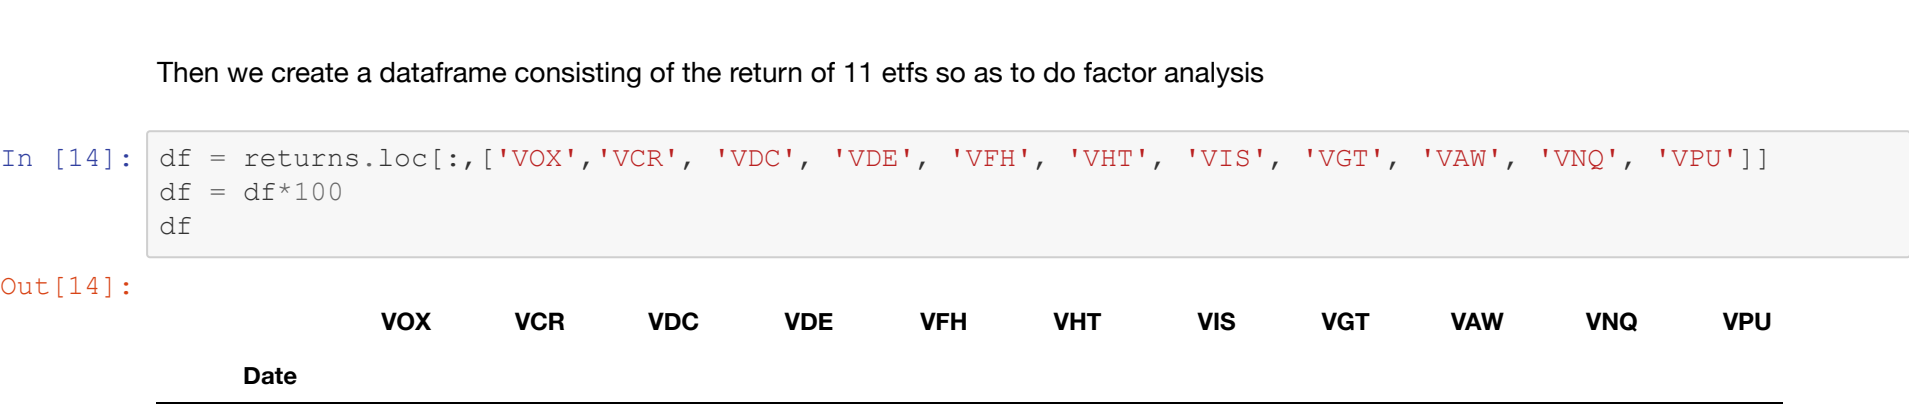 Then we create a dataframe consisting of the return of 11 etfs so as to do factor analysis
In [14]: df = returns.loc[:,['VOX','VCR', 'VDC', 'VDE', 'VFH', 'VHT', 'VIS', 'VGT', 'VAW', 'VNQ', 'VPU']]
df = df*100
df
Out[14]:
VOX VCR VDC VDE VFH VHT VIS VGT VAW VNQ VPU
Date